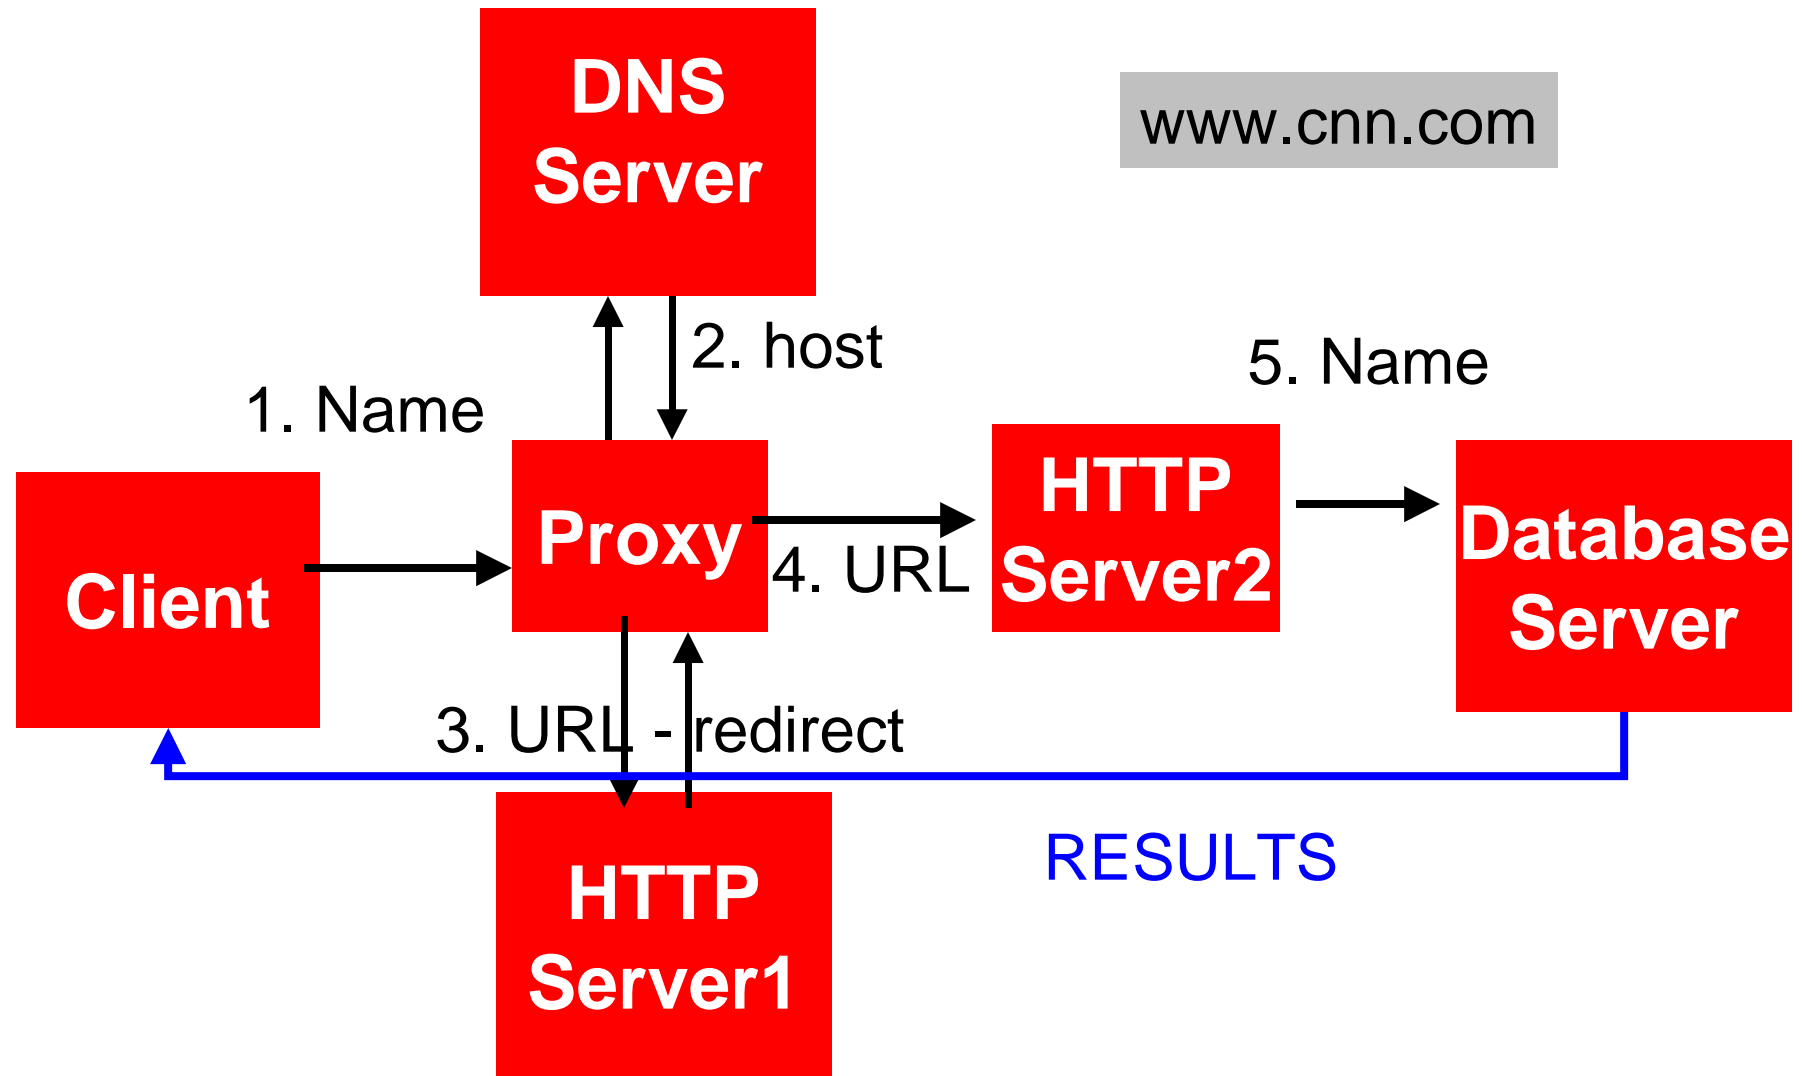 DNS
Server
www.cnn.com
2. host
5. Name
1. Name
HTTP
Server2
Proxy
4. URL
Database
Server
Client
3. URL - redirect
RESULTS
HTTP
Server1